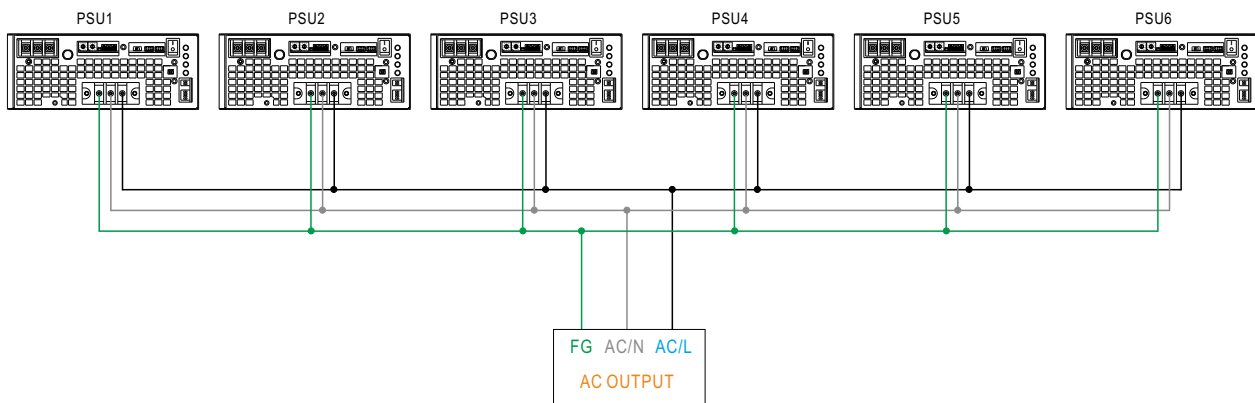 PSU1 PSU2 PSU3 PSU4 PSU5 PSU6
FG AC/N AC/L
AC OUTPUT